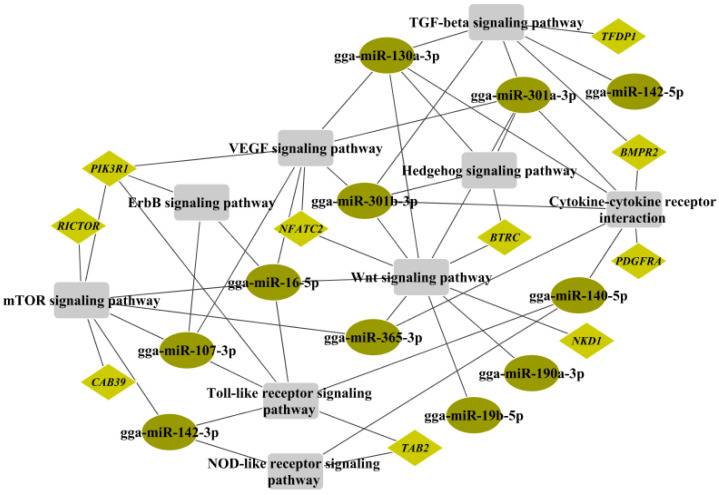 TGF-beta signaling pathway
TFDP1
gga-miR-130a-3p
gga-miR-301a-3p
gga-miR-142-5p
VEGF signaling pathway
BMPR2
PIK3R1
Hedgehog signaling pathway
ErbB signaling pathway
gga-miR-301b-3p
Cytokine-cytokine receptor
interaction
RICTOR
NFATC2
BTRC
PDGFRA
gga-miR-16-5p
Wnt signaling pathway
mTOR signaling pathway
gga-miR-140-5p
gga-miR-365-3p
NKD1
gga-miR-107-3p
gga-miR-190a-3p
CAB39
Toll-like receptor signaling
pathway
gga-miR-19b-5p
gga-miR-142-3p
TAB2
NOD-like receptor signaling
pathway